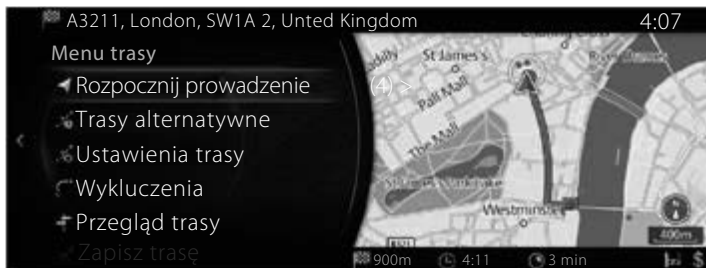 A3211, London, SW1A 2, Unted Kingdom 4:07
Menu trasy
Rozpocznij prowadzenie (4) >
Trasy alternatywne
Ustawienia trasy
Wykluczenia
Przegląd trasy
Zapisz trasę
St James's
Pall Mall
The Mall
Westminster
400m
900m 4:11 3 min